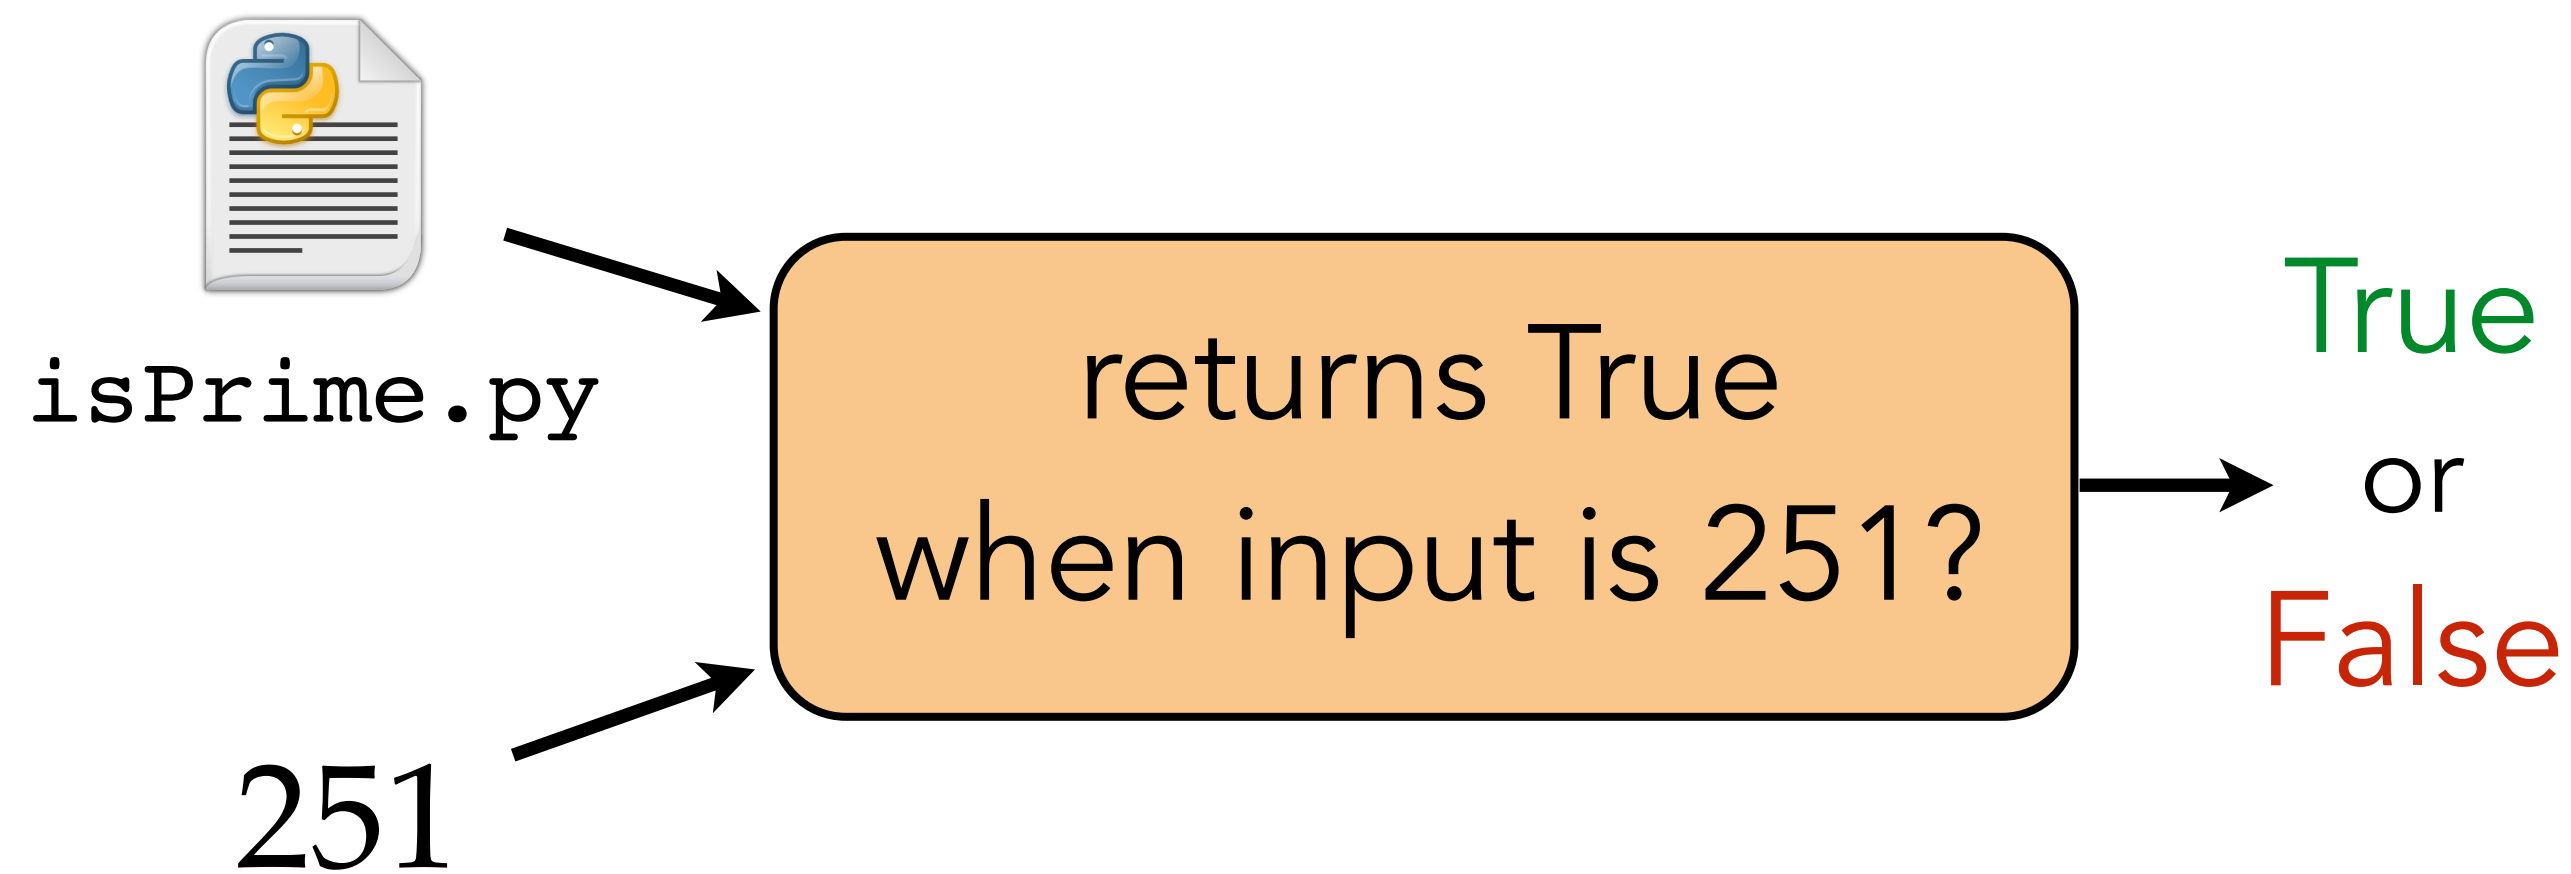 isPrime.py
251
returns True
when input is 251?
True
or
False